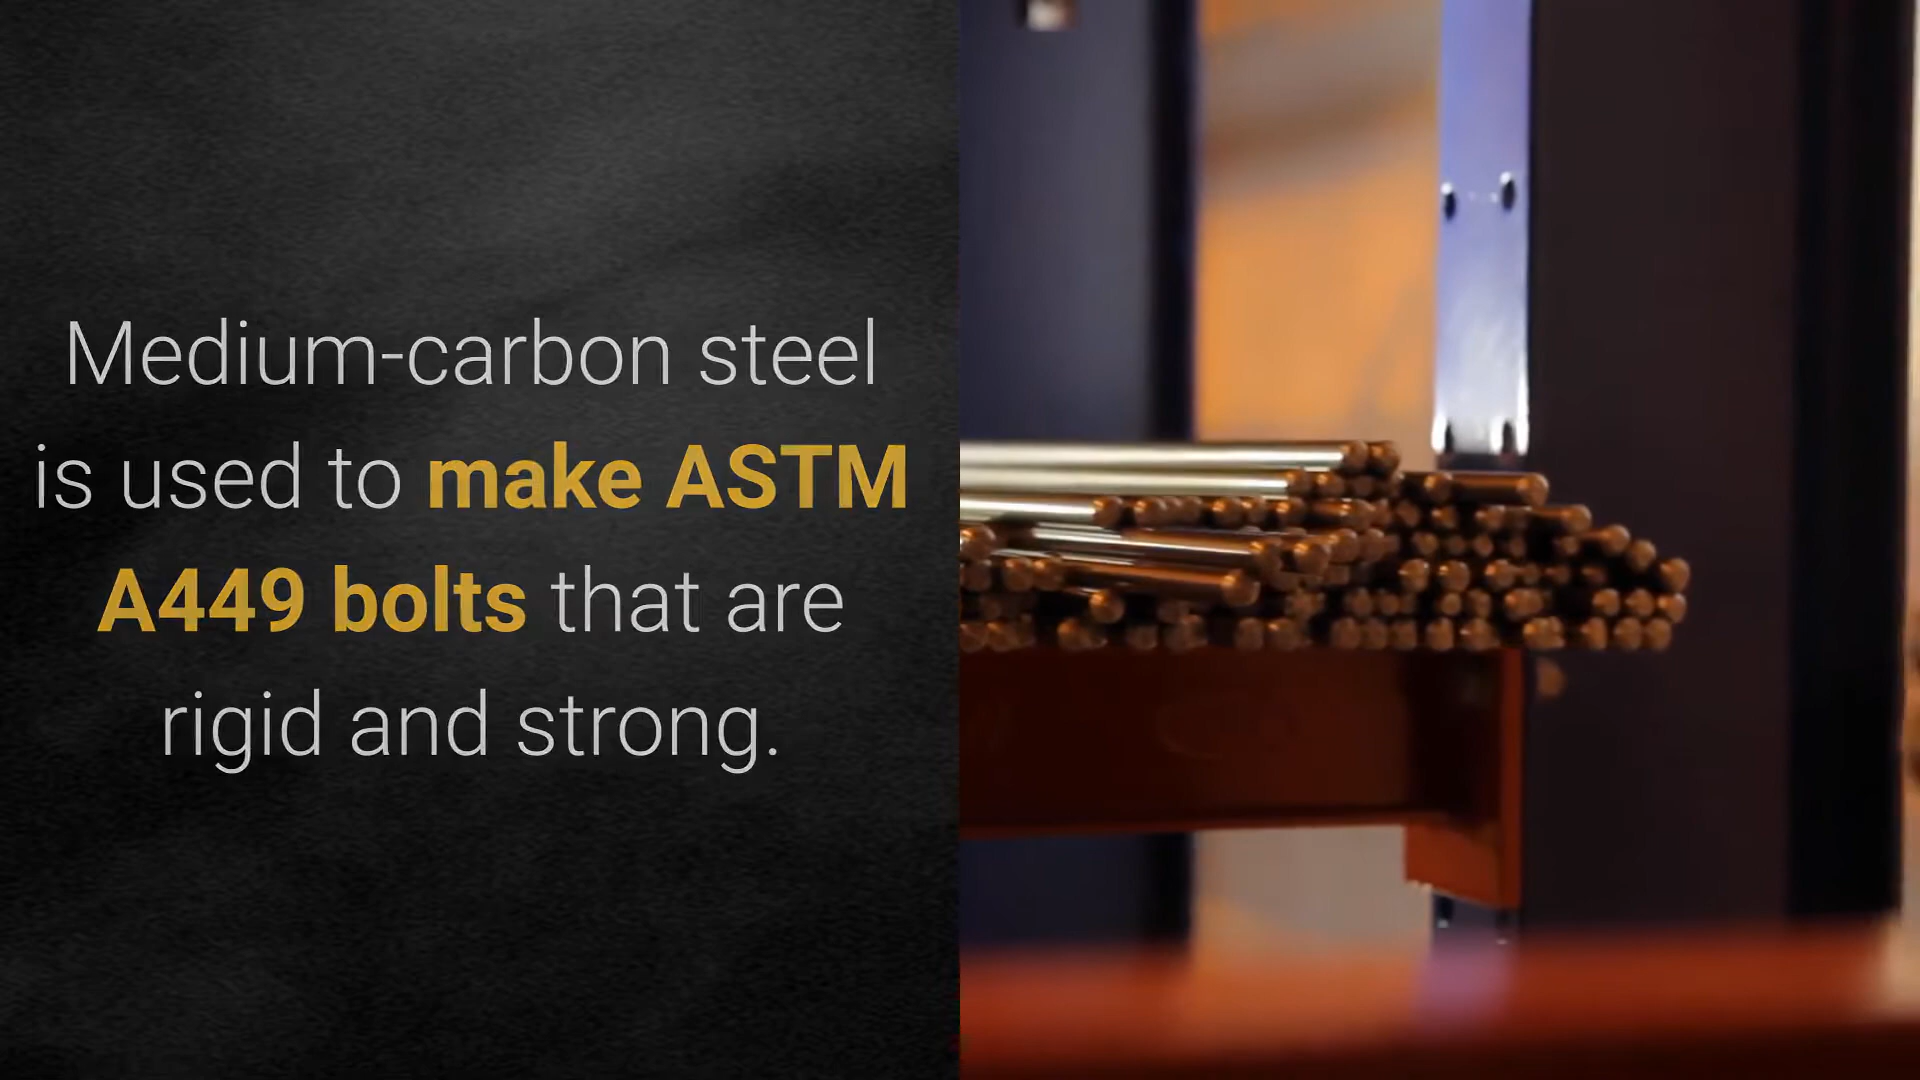 Medium-carbon steel
is used to make ASTM
A449 bolts that are
rigid and strong.